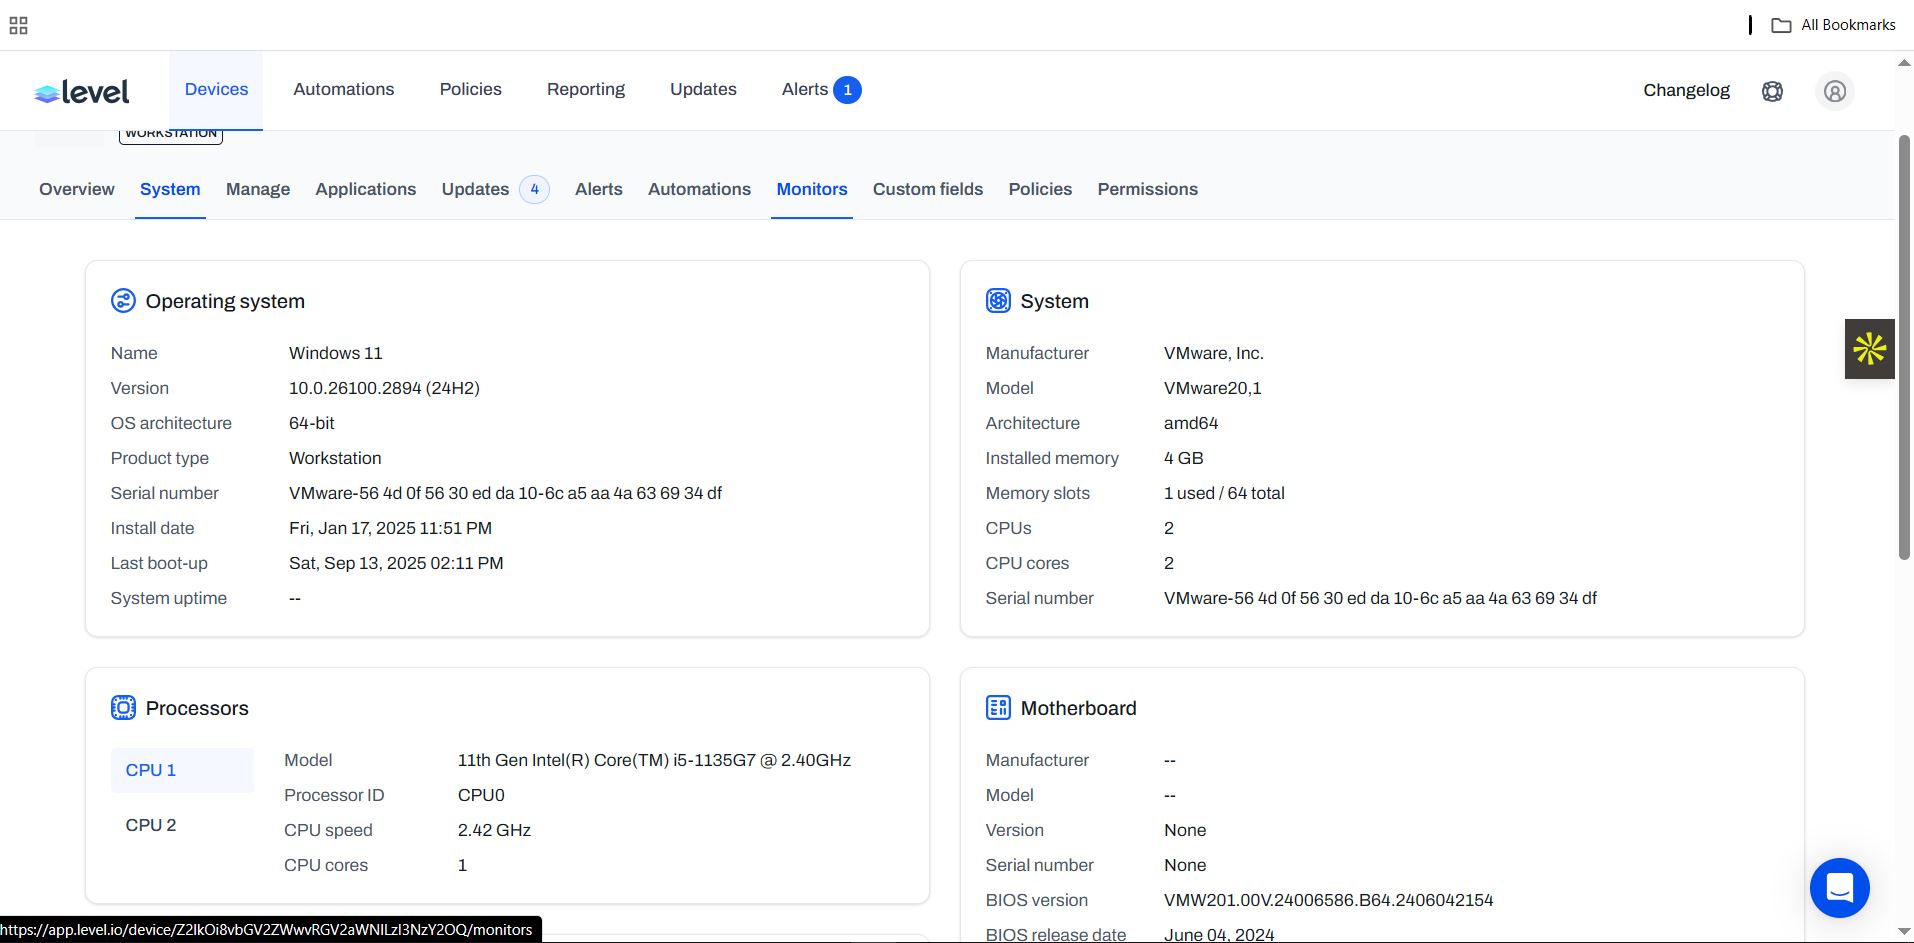 All Bookmarks
level
Devices
Automations
Policies
Reporting
Updates
Alerts 1
Changelog
WORKSTATION
Overview
System
Manage
Applications
Updates 4
Alerts
Automations
Monitors
Custom fields
Policies
Permissions
Operating system
Name Windows 11
Version 10.0.26100.2894 (24H2)
OS architecture 64-bit
Product type Workstation
Serial number VMware-56 4d 0f 56 30 ed da 10-6c a5 aa 4a 63 69 34 df
Install date Fri, Jan 17, 2025 11:51 PM
Last boot-up Sat, Sep 13, 2025 02:11 PM
System uptime --
System
Manufacturer VMware, Inc.
Model VMware20,1
Architecture amd64
Installed memory 4 GB
Memory slots 1 used / 64 total
CPUs 2
CPU cores 2
Serial number VMware-56 4d 0f 56 30 ed da 10-6c a5 aa 4a 63 69 34 df
Processors
CPU 1
CPU 2
Model 11th Gen Intel(R) Core(TM) i5-1135G7 @ 2.40GHz
Processor ID CPU0
CPU speed 2.42 GHz
CPU cores 1
Motherboard
Manufacturer --
Model --
Version None
Serial number None
BIOS version VMW201.00V.24006586.B64.2406042154
BIOS release date June 04, 2024
https://app.level.io/device/Z2lkOi8vbGV2ZWwvRGV2aWNlLzI3NzY2OQ/monitors